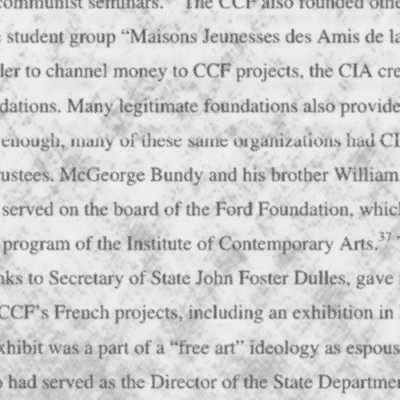 communist seminars." The CCF also founded othe
student group “Maisons Jeunesses des Amis de la
der to channel money to CCF projects, the CIA cre
dations. Many legitimate foundations also provide
enough, many of these same organizations had CI
ustees. McGeorge Bundy and his brother William
served on the board of the Ford Foundation, whic
program of the Institute of Contemporary Arts.37
nks to Secretary of State John Foster Dulles, gave
CCF’s French projects, including an exhibition in
xhibit was a part of a “free art” ideology as espous
o had served as the Director of the State Departmen